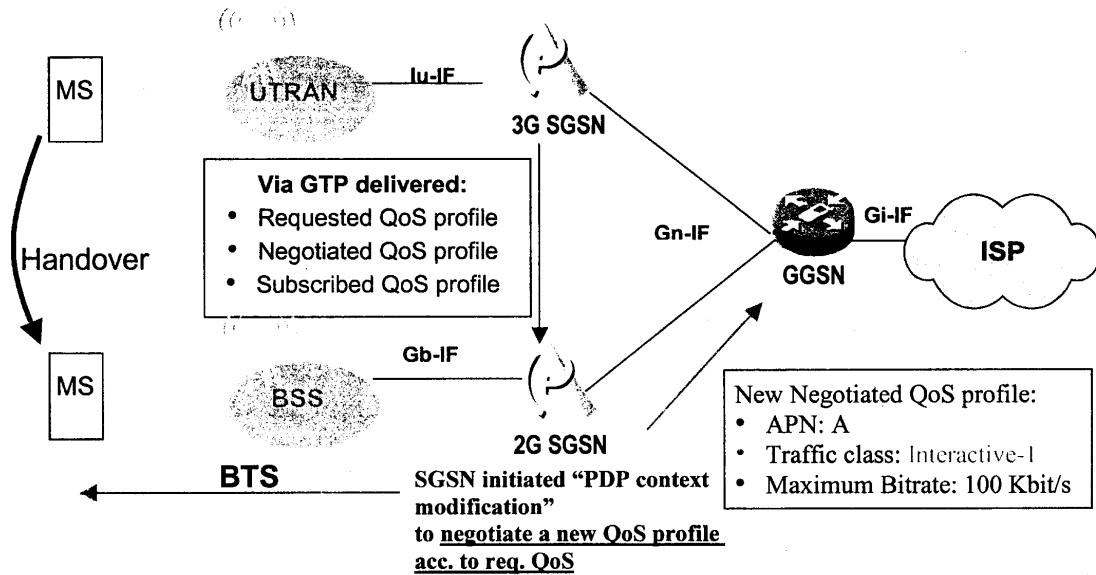 MS
UTRAN
Iu-IF
3G SGSN
Via GTP delivered:
• Requested QoS profile
• Negotiated QoS profile
• Subscribed QoS profile
Handover
Gn-IF
Gi-IF
GGSN
ISP
MS
BSS
Gb-IF
2G SGSN
BTS
SGSN initiated “PDP context
modification”
to negotiate a new QoS profile
acc. to req. QoS
New Negotiated QoS profile:
• APN: A
• Traffic class: Interactive-1
• Maximum Bitrate: 100 Kbit/s